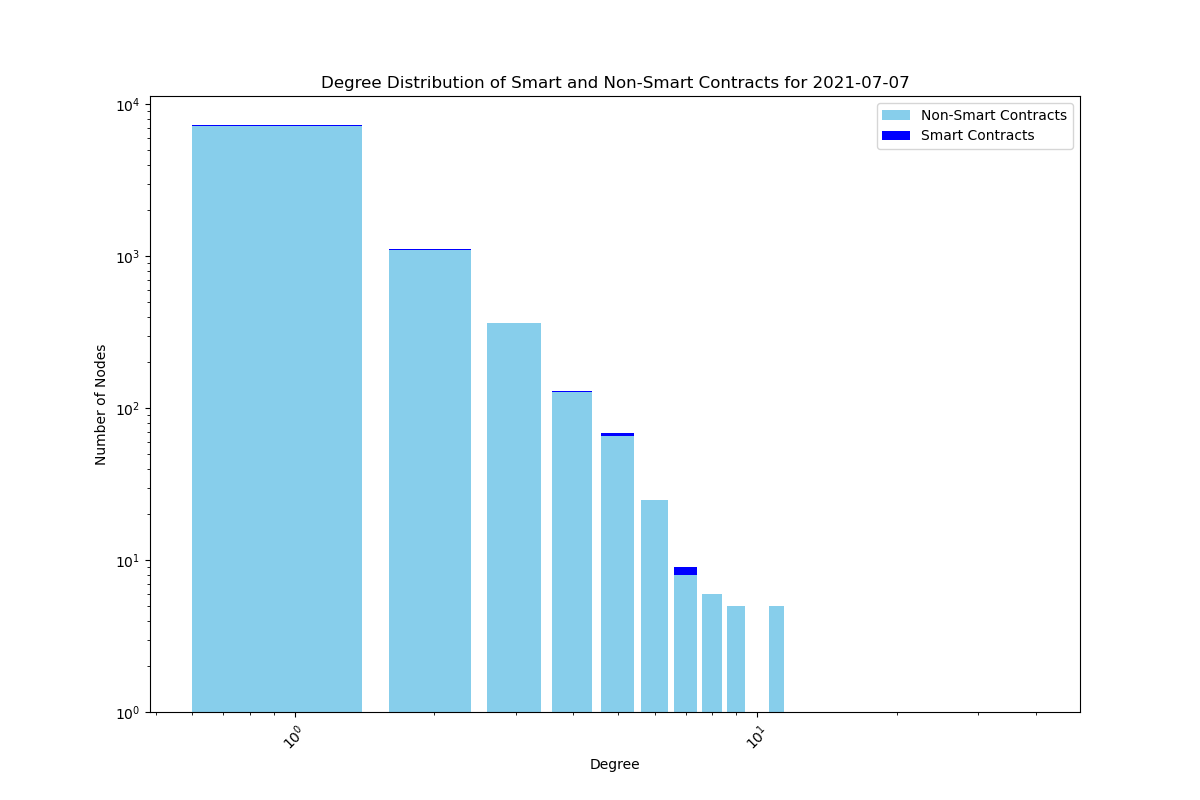 Degree Distribution of Smart and Non-Smart Contracts for 2021-07-07
Non-Smart Contracts
Smart Contracts
Number of Nodes
10⁴
10³
10²
10¹
10⁰
10⁰ 10¹
Degree